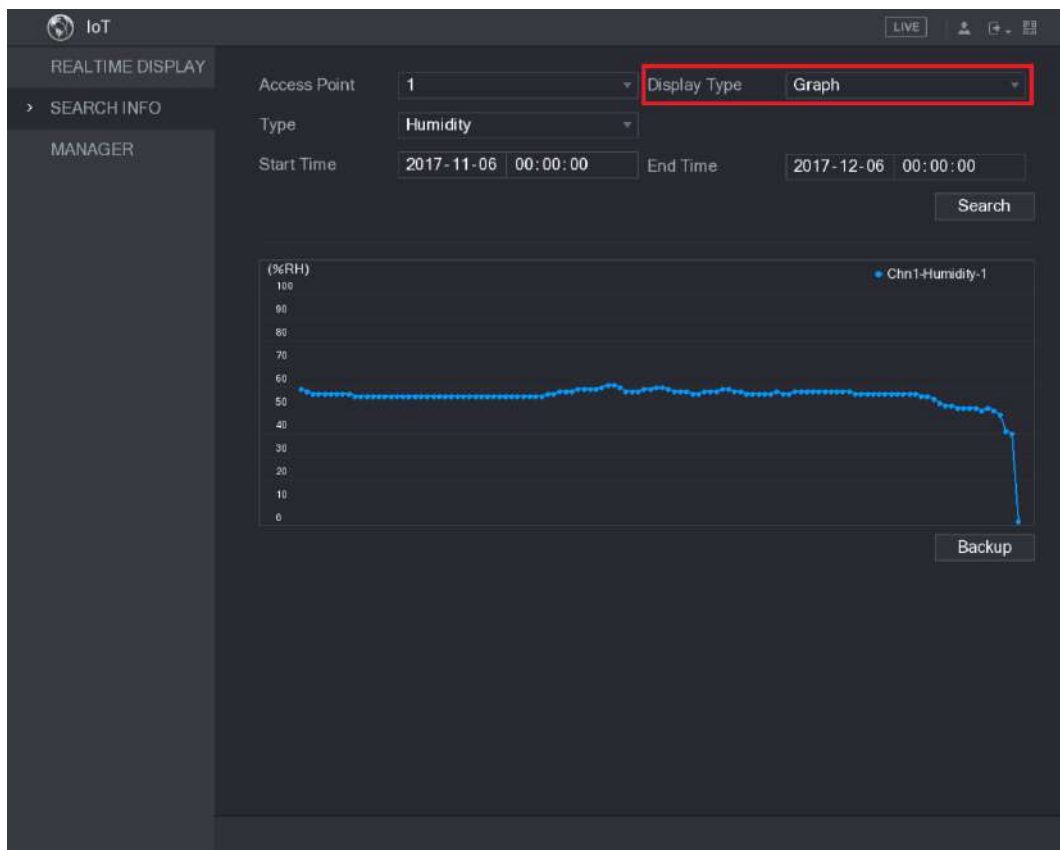 IoT
LIVE
REALTIME DISPLAY
SEARCH INFO
MANAGER
Access Point 1 Display Type Graph
Type Humidity
Start Time 2017-11-06 00:00:00 End Time 2017-12-06 00:00:00
Search
(%RH)
Chn1-Humidity-1
100
90
80
70
60
50
40
30
20
10
0
Backup